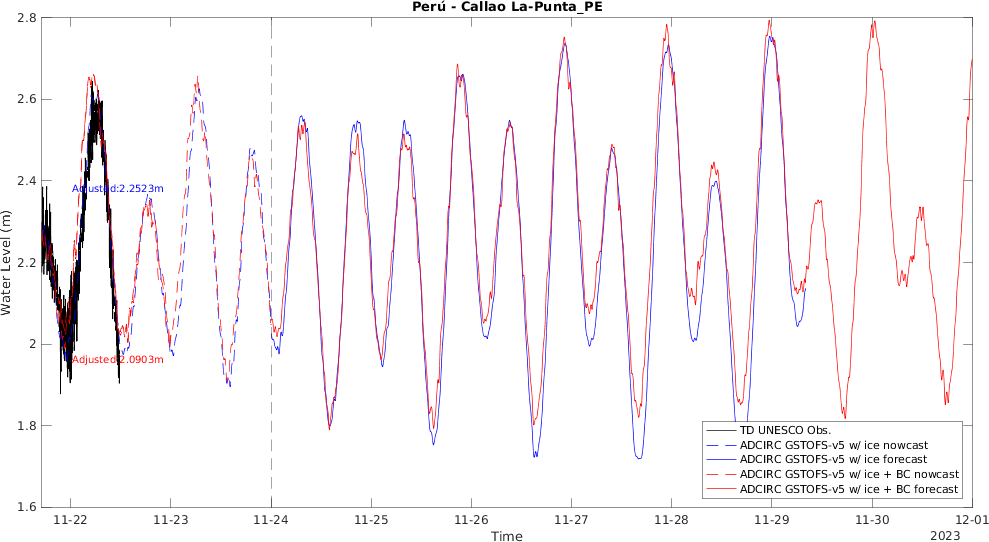 Perú - Callao La-Punta_PE
2.8
2.6
2.4
2.2
2
1.8
1.6
Water Level (m)
Adjusted:2.2523m
Adjusted:2.0903m
TD UNESCO Obs.
ADCIRC GSTOFS-v5 w/ ice nowcast
ADCIRC GSTOFS-v5 w/ ice forecast
ADCIRC GSTOFS-v5 w/ ice + BC nowcast
ADCIRC GSTOFS-v5 w/ ice + BC forecast
11-22 11-23 11-24 11-25 11-26 11-27 11-28 11-29 11-30 12-01
Time
2023